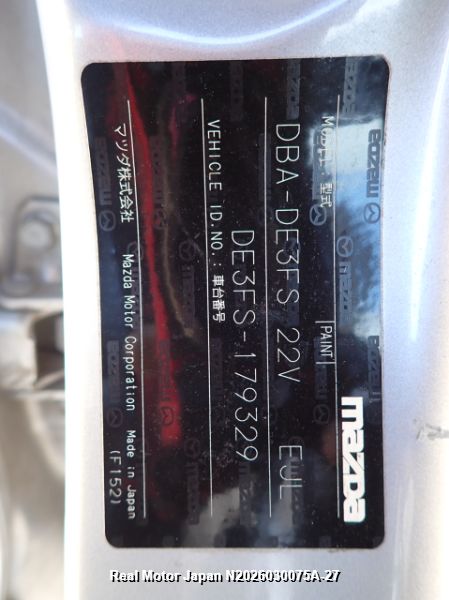 mazda
MODEL:型式 PAINT
DBA-DE3FS 22V EJL
VEHICLE ID.NO.:車台番号
DE3FS-179329
マツダ株式会社 Mazda Motor Corporation Made in Japan
(F152)
Real Motor Japan N2026030075A-27